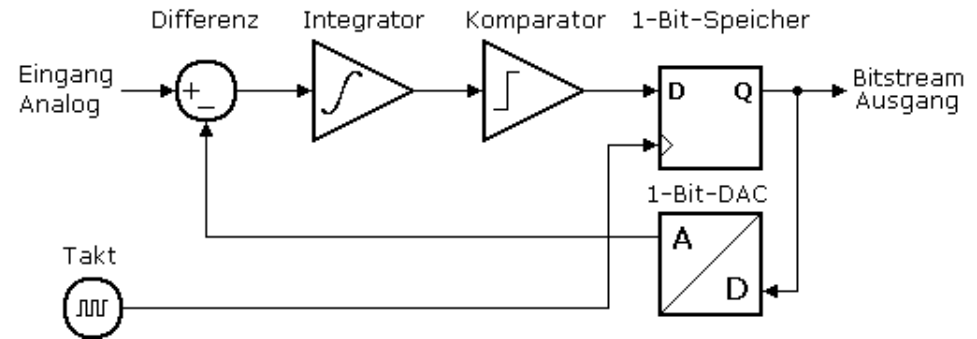 Differenz
Integrator
Komparator
1-Bit-Speicher
Eingang
Analog
+
−
∫
D
Q
Bitstream
Ausgang
1-Bit-DAC
A
D
Takt